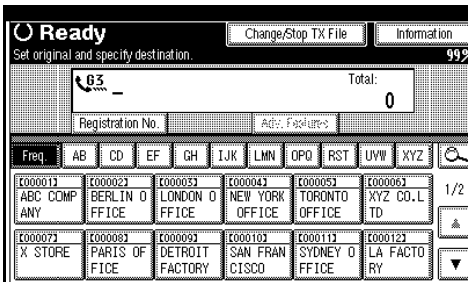 Ready
Change/Stop TX File
Information
Set original and specify destination.
99%
G3 _
Total:
0
Registration No.
Adv. Features
Freq. AB CD EF GH IJK LMN OPQ RST UVW XYZ
[00001] [00002] [00003] [00004] [00005] [00006]
ABC COMP BERLIN O LONDON O NEW YORK TORONTO XYZ CO.L
ANY FFICE FFICE OFFICE OFFICE TD
1/2
[00007] [00008] [00009] [00010] [00011] [00012]
X STORE PARIS OF DETROIT SAN FRAN SYDNEY O LA FACTO
FICE FACTORY CISCO FFICE RY